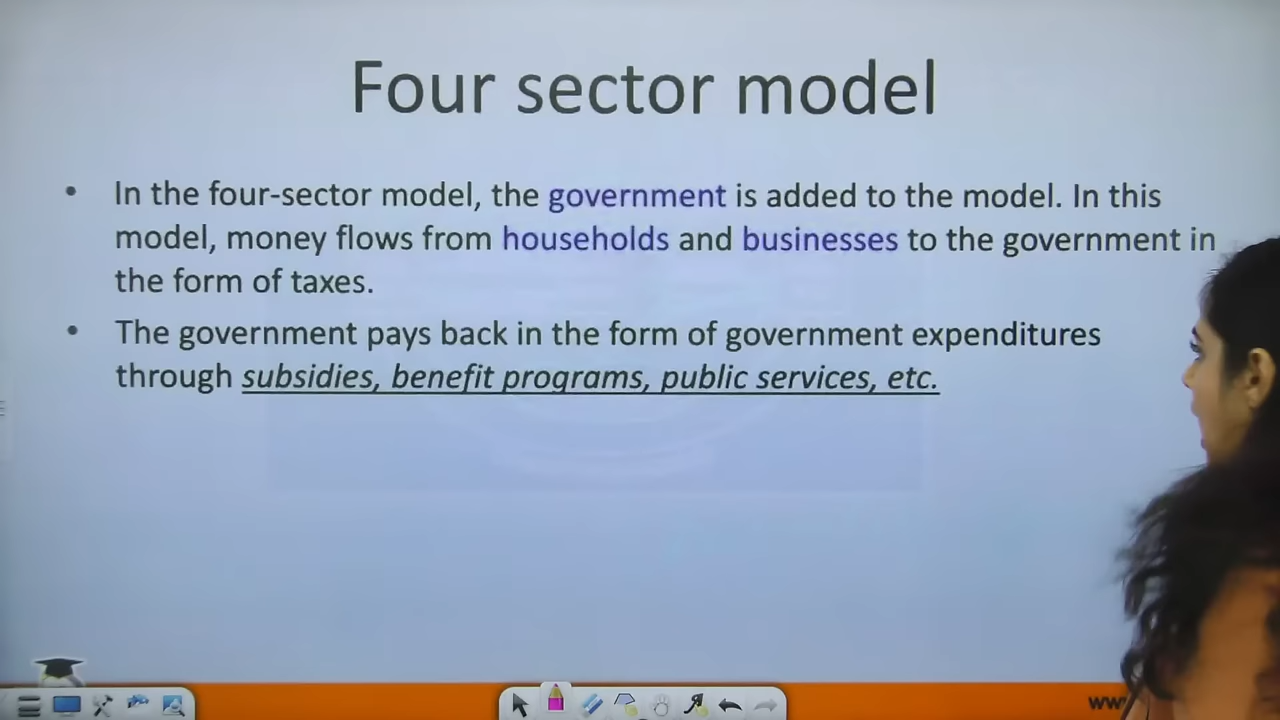 Four sector model
• In the four-sector model, the government is added to the model. In this
model, money flows from households and businesses to the government in
the form of taxes.
• The government pays back in the form of government expenditures
through subsidies, benefit programs, public services, etc.
www